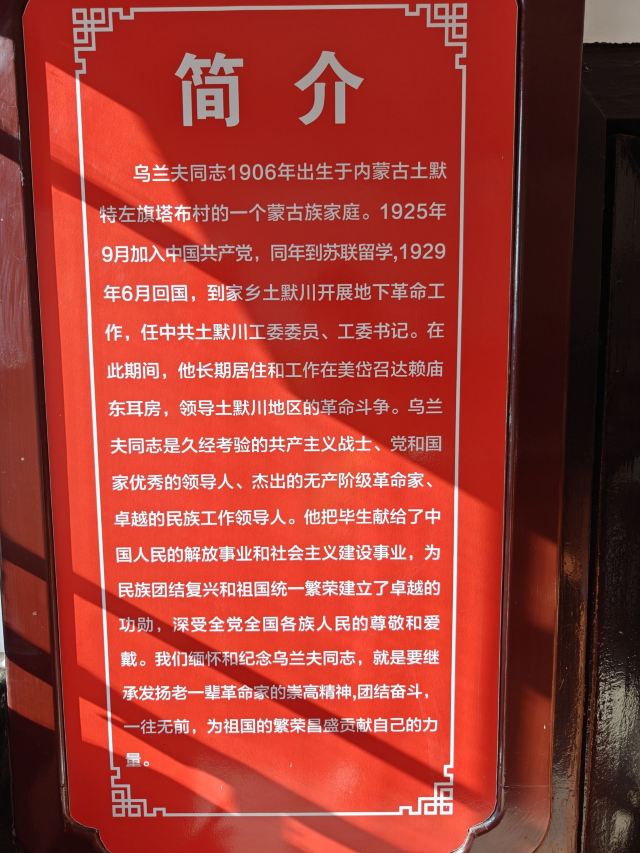 简 介
乌兰夫同志1906年出生于内蒙古土默
特左旗塔布村的一个蒙古族家庭。1925年
9月加入中国共产党，同年到苏联留学,1929
年6月回国，到家乡土默川开展地下革命工
作，任中共土默川工委委员、工委书记。在
此期间，他长期居住和工作在美岱召达赖庙
东耳房，领导土默川地区的革命斗争。乌兰
夫同志是久经考验的共产主义战士、党和国
家优秀的领导人、杰出的无产阶级革命家、
卓越的民族工作领导人。他把毕生献给了中
国人民的解放事业和社会主义建设事业，为
民族团结复兴和祖国统一繁荣建立了卓越的
功勋，深受全党全国各族人民的尊敬和爱
戴。我们缅怀和纪念乌兰夫同志，就是要继
承发扬老一辈革命家的崇高精神,团结奋斗，
一往无前，为祖国的繁荣昌盛贡献自己的力
量。